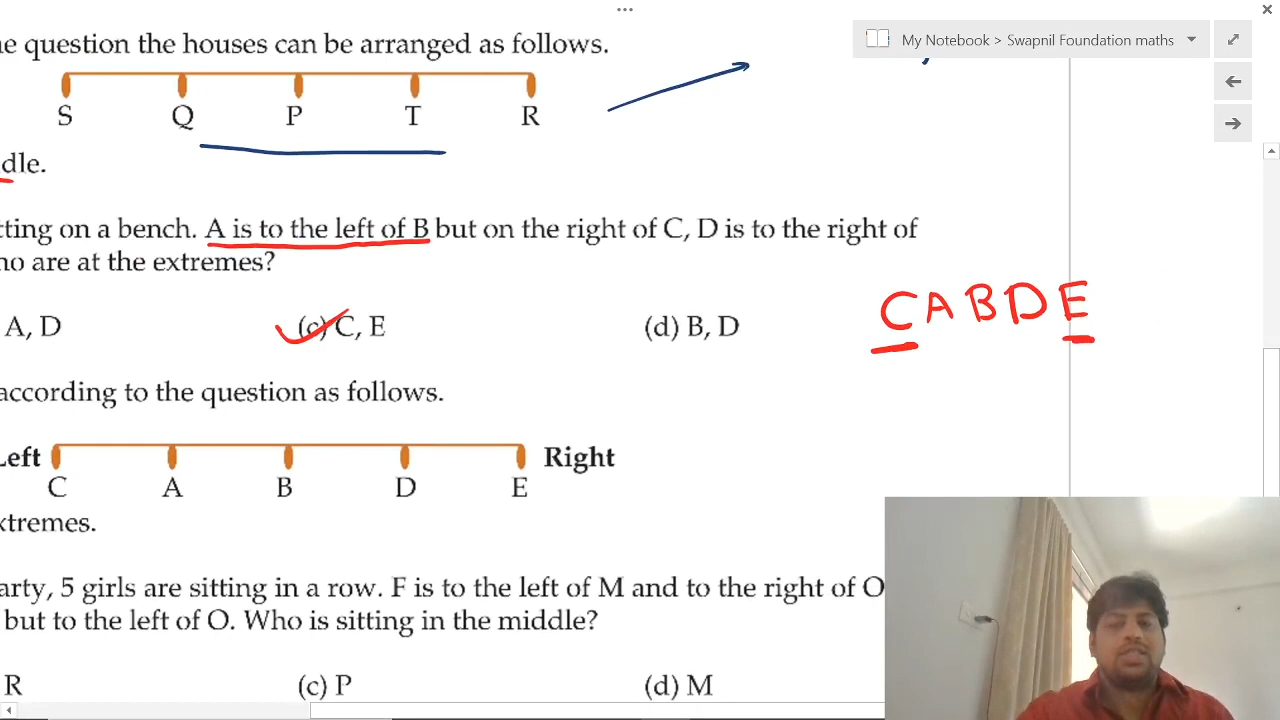 My Notebook > Swapnil Foundation maths
e question the houses can be arranged as follows.
S Q P T R
dle.
tting on a bench. A is to the left of B but on the right of C, D is to the right of
ho are at the extremes?
A, D (c) C, E (d) B, D
C A B D E
according to the question as follows.
Left Right
C A B D E
xtremes.
arty, 5 girls are sitting in a row. F is to the left of M and to the right of O
but to the left of O. Who is sitting in the middle?
R (c) P (d) M